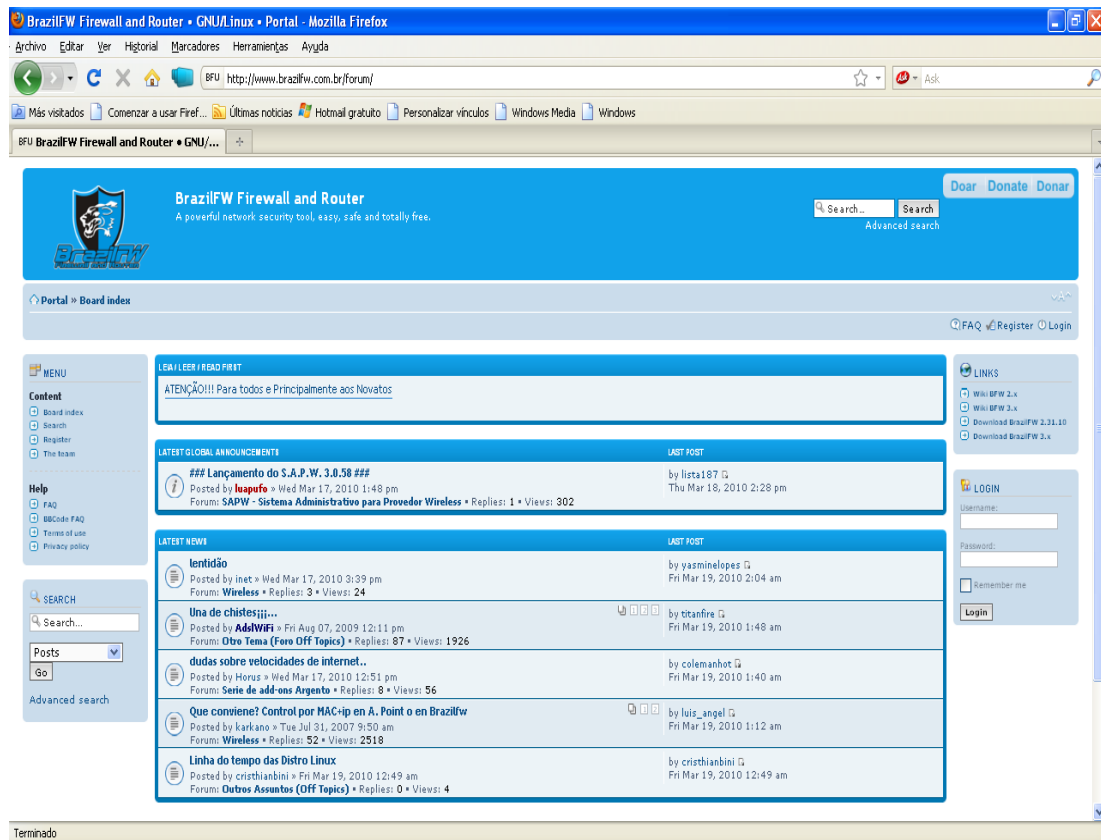 BrazilFW Firewall and Router • GNU/Linux • Portal - Mozilla Firefox
Archivo Editar Ver Historial Marcadores Herramientas Ayuda
BFU http://www.brazilfw.com.br/forum/ Ask
Más visitados Comenzar a usar Firef... Últimas noticias Hotmail gratuito Personalizar vínculos Windows Media Windows
BFU BrazilFW Firewall and Router • GNU/...
BrazilFW
Firewall and Router
BrazilFW Firewall and Router
A powerful network security tool, easy, safe and totally free.
Doar Donate Donar
Search... Search
Advanced search
Portal » Board index
FAQ Register Login
MENU
Content
Board index
Search
Register
The team
Help
FAQ
BBCode FAQ
Terms of use
Privacy policy
SEARCH
Search...
Posts
Go
Advanced search
LEIA / LEER / READ FIRST
ATENÇÃO!!! Para todos e Principalmente aos Novatos
LATEST GLOBAL ANNOUNCEMENTS LAST POST
### Lançamento do S.A.P.W. 3.0.58 ###
Posted by luapufo » Wed Mar 17, 2010 1:48 pm
Forum: SAPW - Sistema Administrativo para Provedor Wireless • Replies: 1 • Views: 302
by lista187
Thu Mar 18, 2010 2:28 pm
LATEST NEWS LAST POST
lentidão
Posted by inet » Wed Mar 17, 2010 3:39 pm
Forum: Wireless • Replies: 3 • Views: 24
by yasminelopes
Fri Mar 19, 2010 2:04 am
Una de chistes¡¡¡...
Posted by AdslWiFi » Fri Aug 07, 2009 12:11 pm
Forum: Otro Tema (Foro Off Topics) • Replies: 87 • Views: 1926
by titanfire
Fri Mar 19, 2010 1:48 am
dudas sobre velocidades de internet..
Posted by Horus » Wed Mar 17, 2010 12:51 pm
Forum: Serie de add-ons Argento • Replies: 8 • Views: 56
by colemanhot
Fri Mar 19, 2010 1:40 am
Que conviene? Control por MAC+ip en A. Point o en Brazilfw
Posted by karkano » Tue Jul 31, 2007 9:50 am
Forum: Wireless • Replies: 52 • Views: 2518
by luis_angel
Fri Mar 19, 2010 1:12 am
Linha do tempo das Distro Linux
Posted by cristhianbini » Fri Mar 19, 2010 12:49 am
Forum: Outros Assuntos (Off Topics) • Replies: 0 • Views: 4
by cristhianbini
Fri Mar 19, 2010 12:49 am
LINKS
Wiki BFW 2.x
Wiki BFW 3.x
Download BrazilFW 2.31.10
Download BrazilFW 3.x
LOGIN
Username:
Password:
Remember me
Login
Terminado